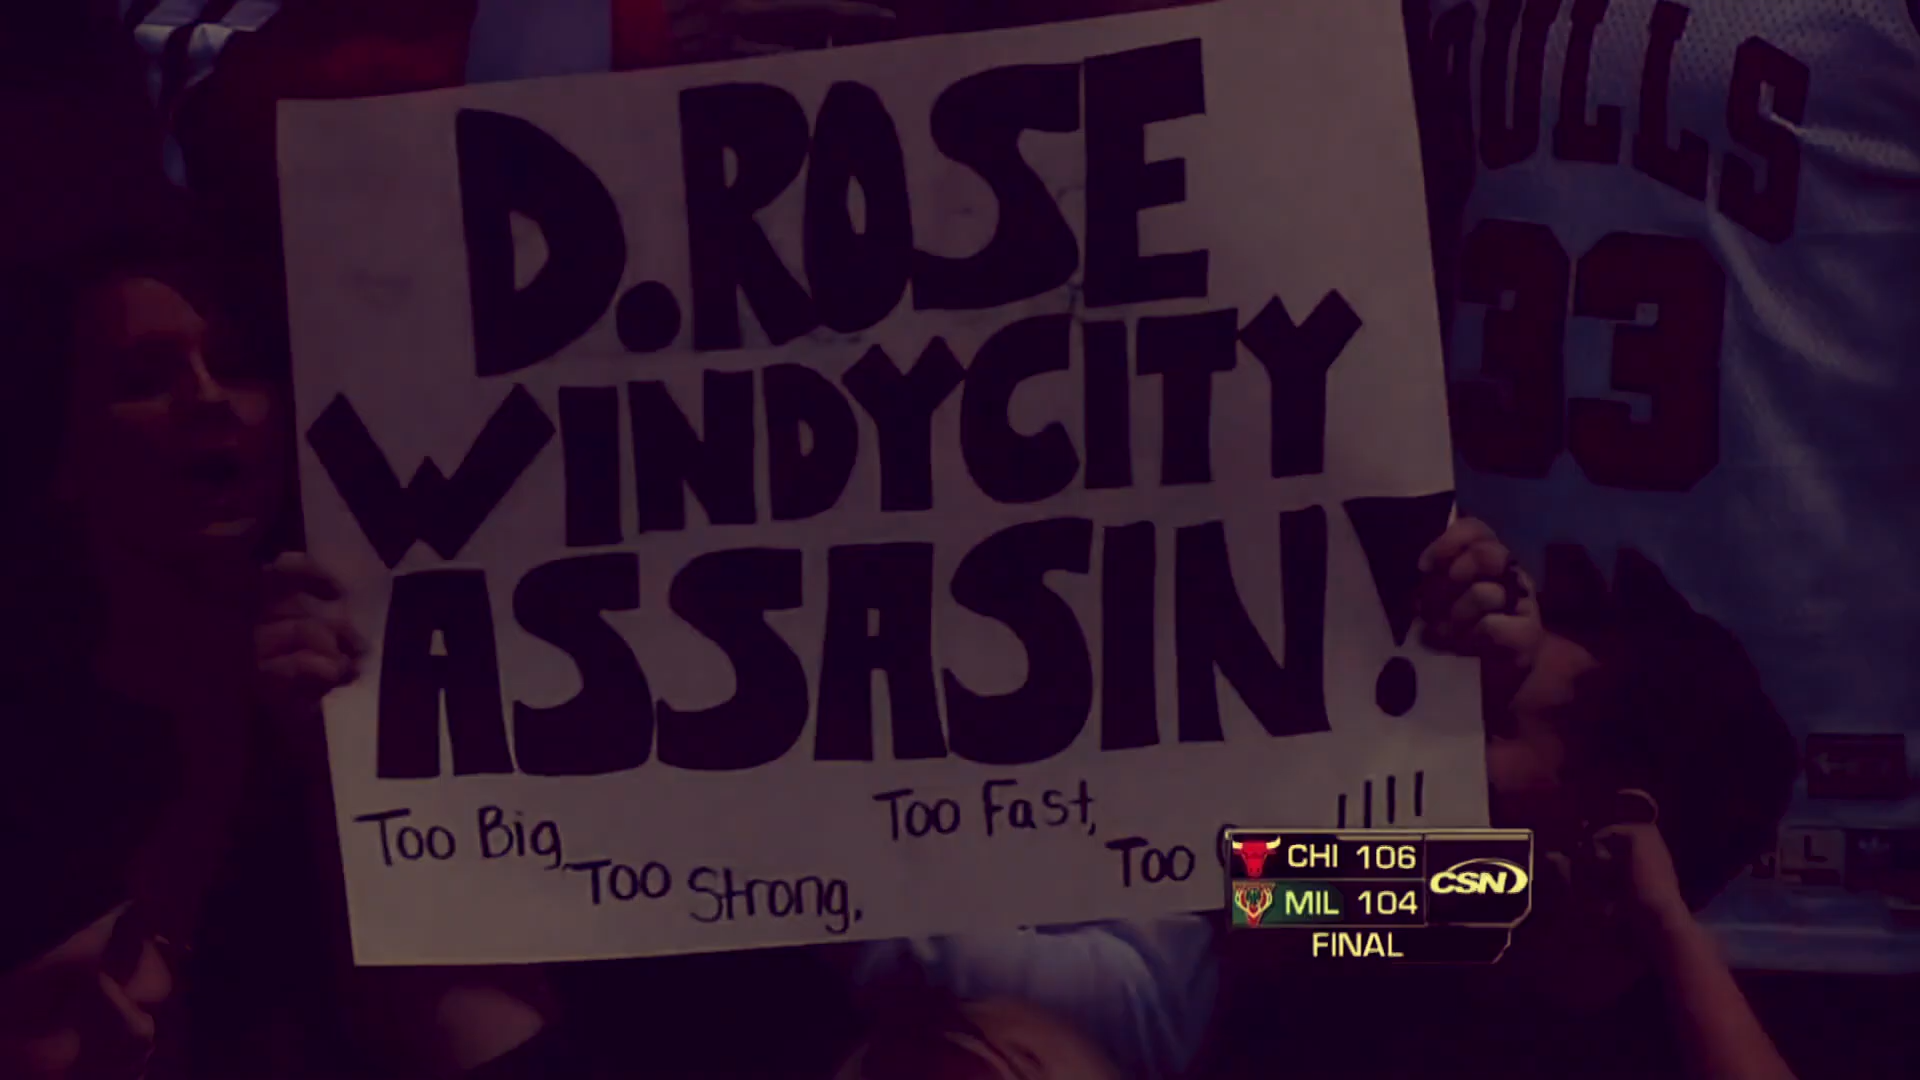 BULLS
33
D.ROSE
WINDYCITY
ASSASIN!
Too Big,
Too Strong,
Too Fast,
Too
!!!!
CHI 106
MIL 104
CSN
FINAL